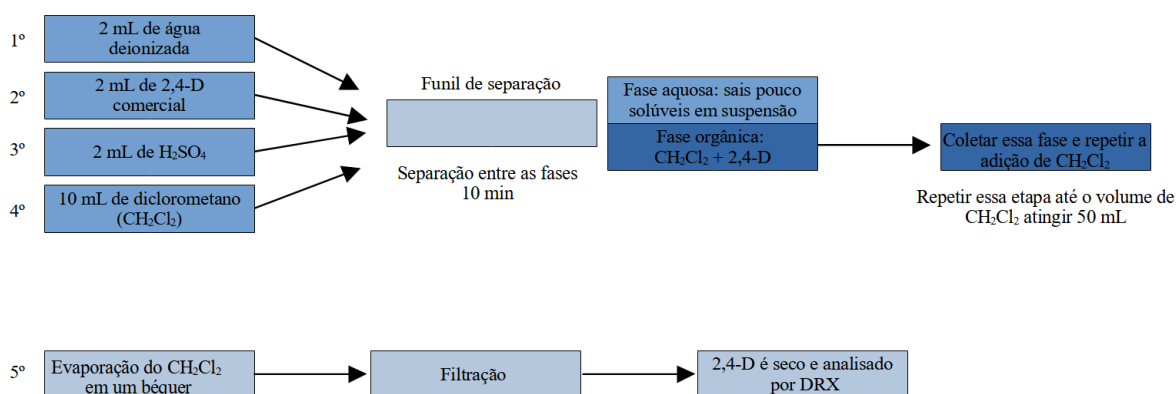 1º
2 mL de água
deionizada
2º
2 mL de 2,4-D
comercial
3º
2 mL de H₂SO₄
4º
10 mL de diclorometano
(CH₂Cl₂)
Funil de separação
Separação entre as fases
10 min
Fase aquosa: sais pouco
solúveis em suspensão
Fase orgânica:
CH₂Cl₂ + 2,4-D
Coletar essa fase e repetir a
adição de CH₂Cl₂
Repetir essa etapa até o volume de
CH₂Cl₂ atingir 50 mL
5º
Evaporação do CH₂Cl₂
em um béquer
Filtração
2,4-D é seco e analisado
por DRX